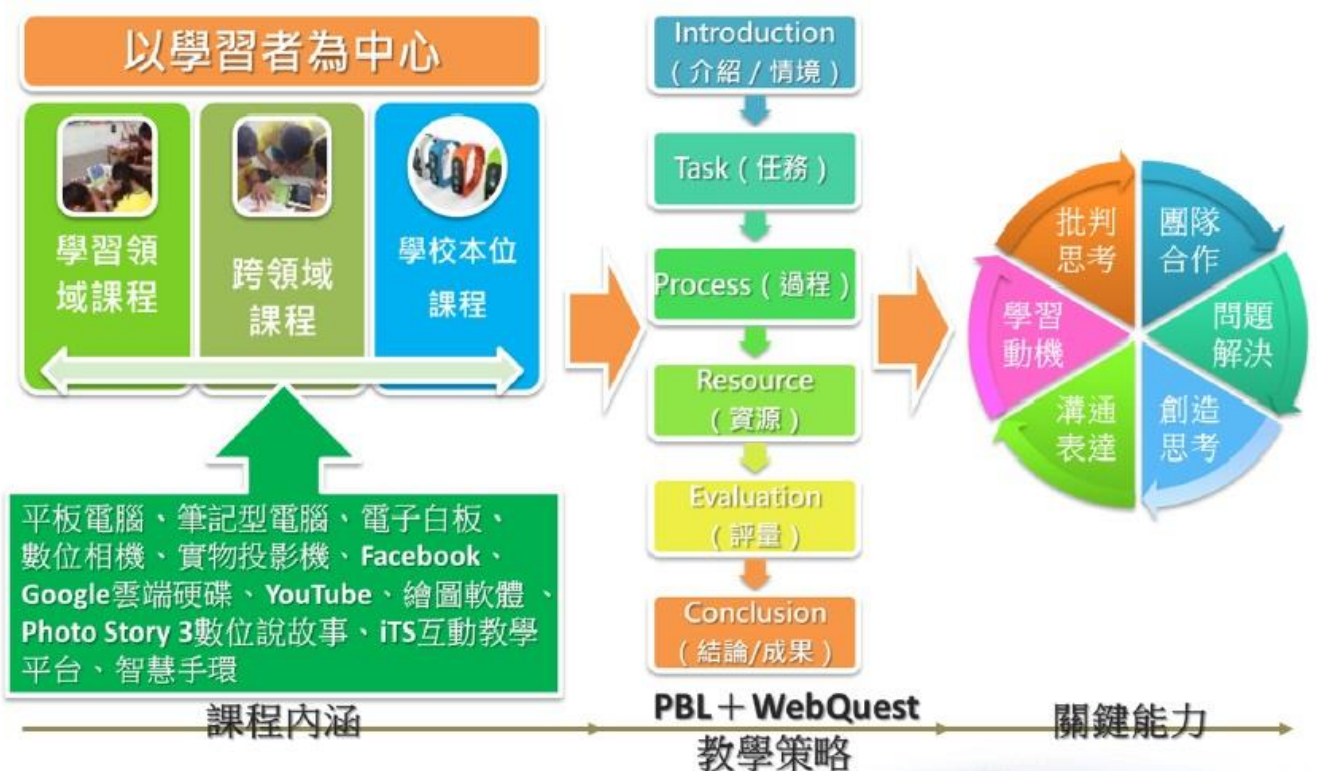 以學習者為中心
學習領
域課程
跨領域
課程
學校本位
課程
平板電腦、筆記型電腦、電子白板、
數位相機、實物投影機、Facebook、
Google雲端硬碟、YouTube、繪圖軟體、
Photo Story 3數位說故事、iTS互動教學
平台、智慧手環
課程內涵
Introduction
（介紹／情境）
Task（任務）
Process（過程）
Resource
（資源）
Evaluation
（評量）
Conclusion
（結論/成果）
PBL＋WebQuest
教學策略
批判
思考
團隊
合作
問題
解決
創造
思考
溝通
表達
學習
動機
關鍵能力